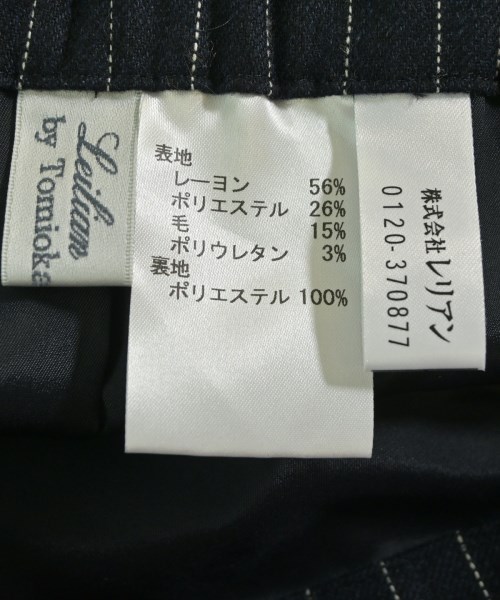 Leilian
by Tomioka
表地
レーヨン 56%
ポリエステル 26%
毛 15%
ポリウレタン 3%
裏地
ポリエステル 100%
株式会社レリアン
0120-370877